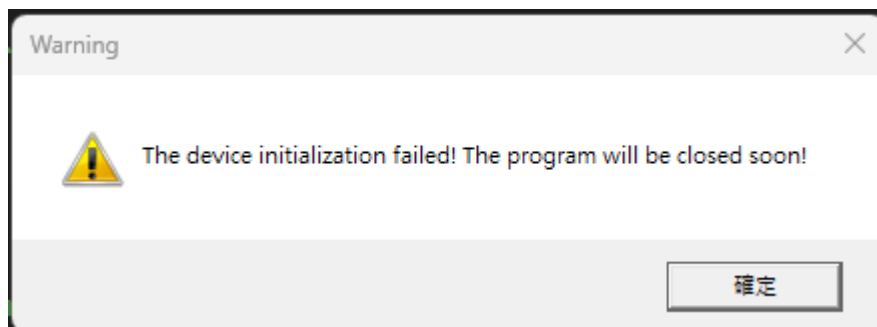 Warning
The device initialization failed! The program will be closed soon!
確定